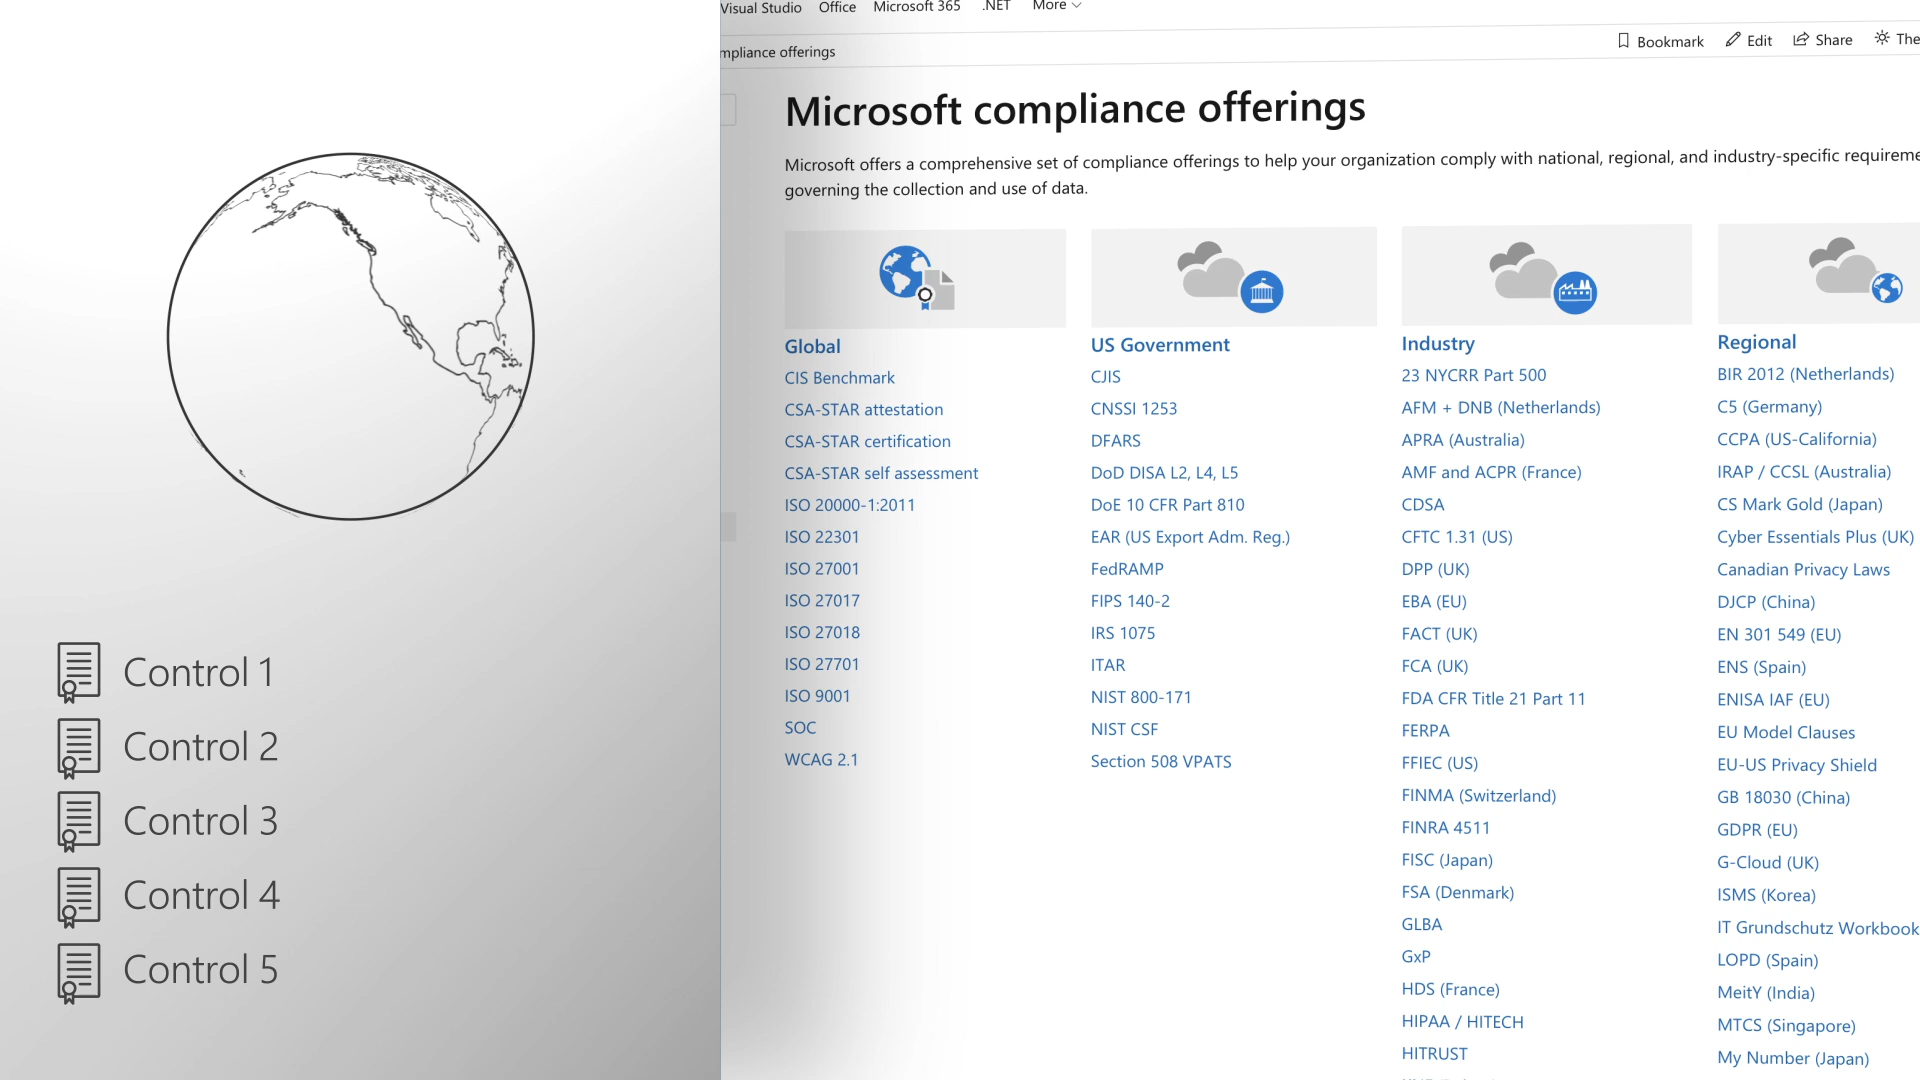 Control 1
Control 2
Control 3
Control 4
Control 5
Visual Studio Office Microsoft 365 .NET More
mpliance offerings
Bookmark Edit Share The
Microsoft compliance offerings
Microsoft offers a comprehensive set of compliance offerings to help your organization comply with national, regional, and industry-specific requireme
governing the collection and use of data.
Global
CIS Benchmark
CSA-STAR attestation
CSA-STAR certification
CSA-STAR self assessment
ISO 20000-1:2011
ISO 22301
ISO 27001
ISO 27017
ISO 27018
ISO 27701
ISO 9001
SOC
WCAG 2.1
US Government
CJIS
CNSSI 1253
DFARS
DoD DISA L2, L4, L5
DoE 10 CFR Part 810
EAR (US Export Adm. Reg.)
FedRAMP
FIPS 140-2
IRS 1075
ITAR
NIST 800-171
NIST CSF
Section 508 VPATS
Industry
23 NYCRR Part 500
AFM + DNB (Netherlands)
APRA (Australia)
AMF and ACPR (France)
CDSA
CFTC 1.31 (US)
DPP (UK)
EBA (EU)
FACT (UK)
FCA (UK)
FDA CFR Title 21 Part 11
FERPA
FFIEC (US)
FINMA (Switzerland)
FINRA 4511
FISC (Japan)
FSA (Denmark)
GLBA
GxP
HDS (France)
HIPAA / HITECH
HITRUST
Regional
BIR 2012 (Netherlands)
C5 (Germany)
CCPA (US-California)
IRAP / CCSL (Australia)
CS Mark Gold (Japan)
Cyber Essentials Plus (UK)
Canadian Privacy Laws
DJCP (China)
EN 301 549 (EU)
ENS (Spain)
ENISA IAF (EU)
EU Model Clauses
EU-US Privacy Shield
GB 18030 (China)
GDPR (EU)
G-Cloud (UK)
ISMS (Korea)
IT Grundschutz Workbook
LOPD (Spain)
MeitY (India)
MTCS (Singapore)
My Number (Japan)